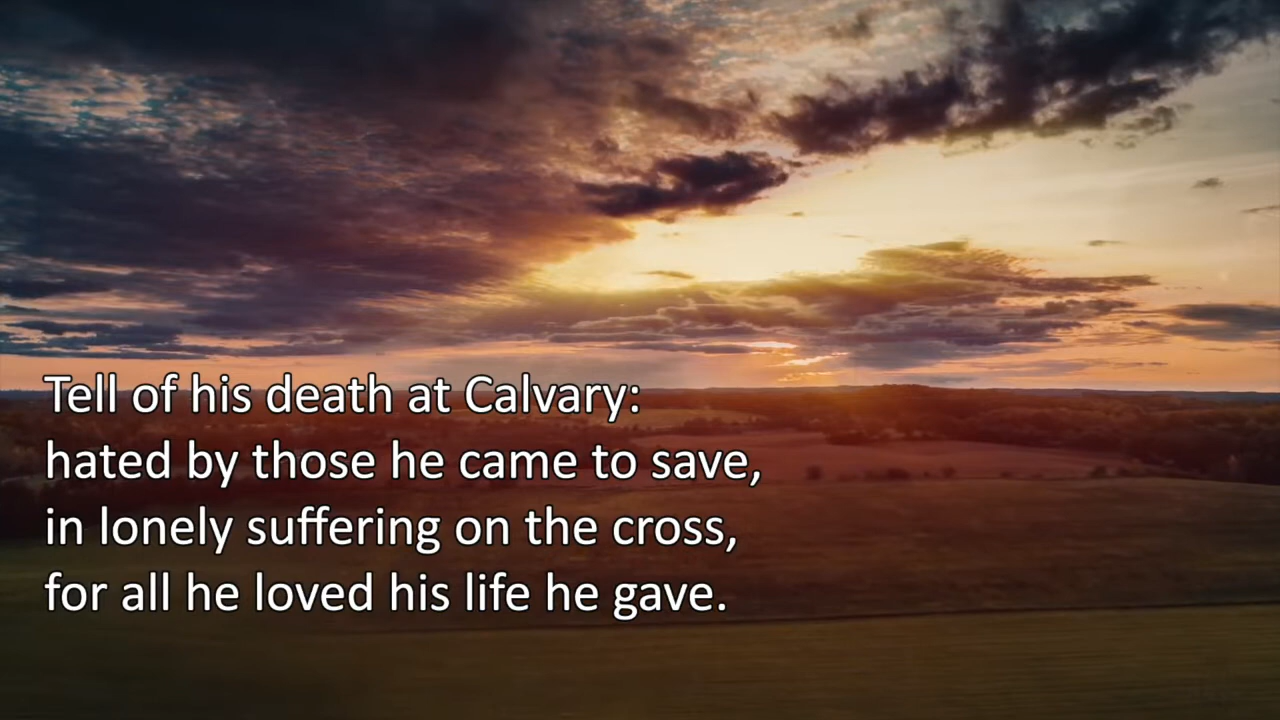 Tell of his death at Calvary:
hated by those he came to save,
in lonely suffering on the cross,
for all he loved his life he gave.